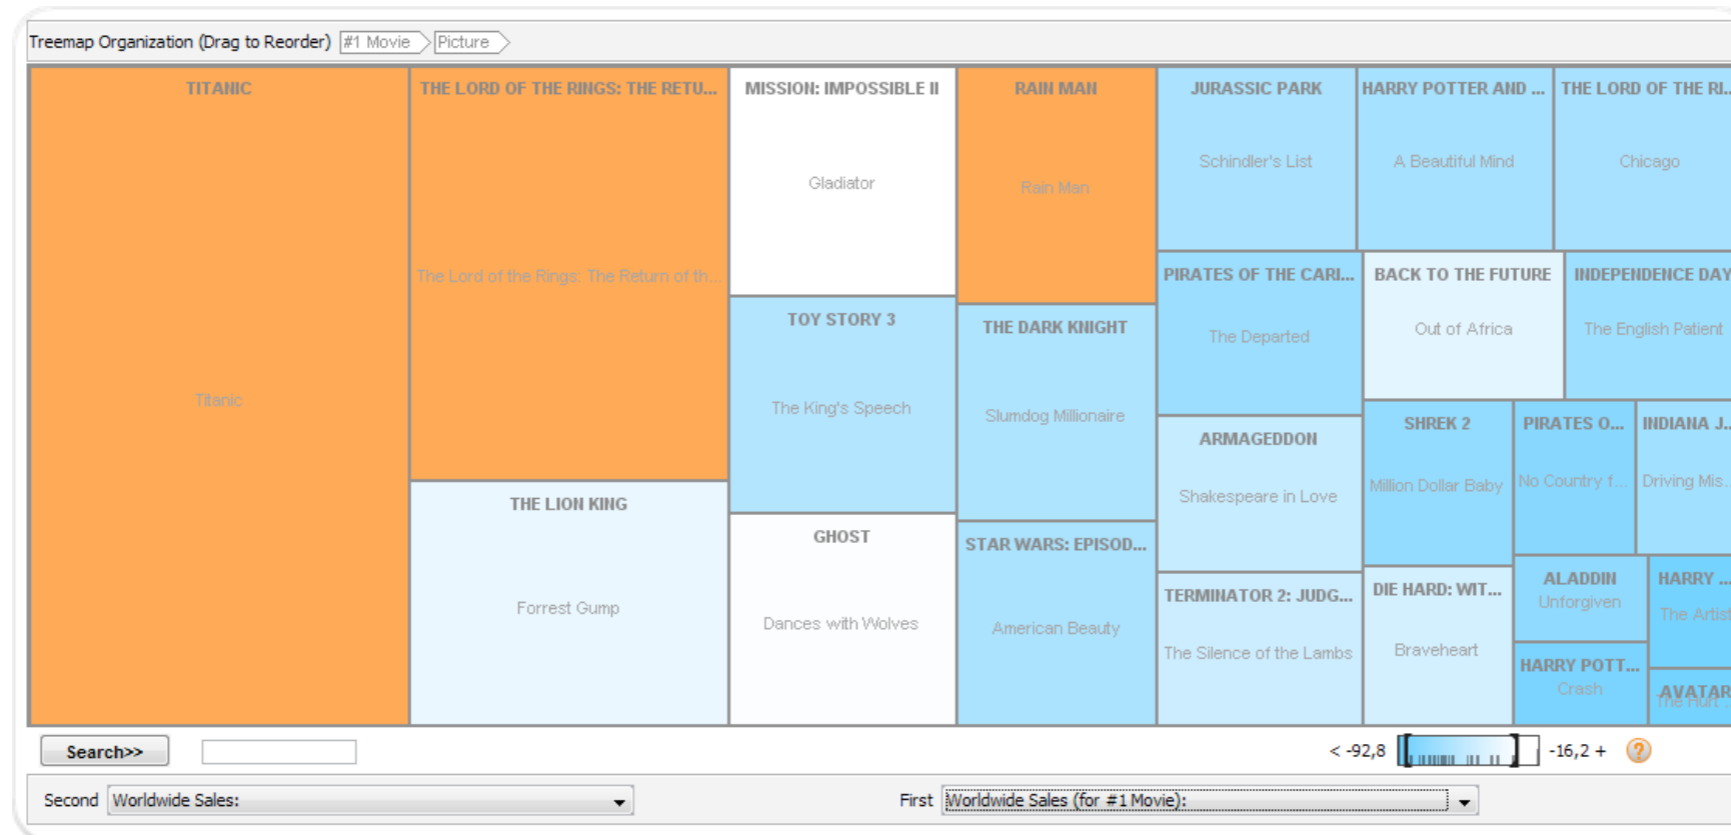 Treemap Organization (Drag to Reorder) #1 Movie Picture
TITANIC
Titanic
THE LORD OF THE RINGS: THE RETU...
The Lord of the Rings: The Return of th...
THE LION KING
Forrest Gump
MISSION: IMPOSSIBLE II
Gladiator
TOY STORY 3
The King's Speech
GHOST
Dances with Wolves
RAIN MAN
Rain Man
THE DARK KNIGHT
Slumdog Millionaire
STAR WARS: EPISOD...
American Beauty
JURASSIC PARK
Schindler's List
HARRY POTTER AND ...
A Beautiful Mind
THE LORD OF THE RI...
Chicago
PIRATES OF THE CARI...
The Departed
BACK TO THE FUTURE
Out of Africa
INDEPENDENCE DAY
The English Patient
ARMAGEDDON
Shakespeare in Love
TERMINATOR 2: JUDG...
The Silence of the Lambs
SHREK 2
Million Dollar Baby
PIRATES O...
No Country f...
INDIANA J...
Driving Mis...
DIE HARD: WIT...
Braveheart
ALADDIN
Unforgiven
HARRY ...
The Artist
HARRY POTT...
Crash
AVATAR
The Hurt ...
Search>>
< -92,8 -16,2 + ?
Second Worldwide Sales: First Worldwide Sales (for #1 Movie):